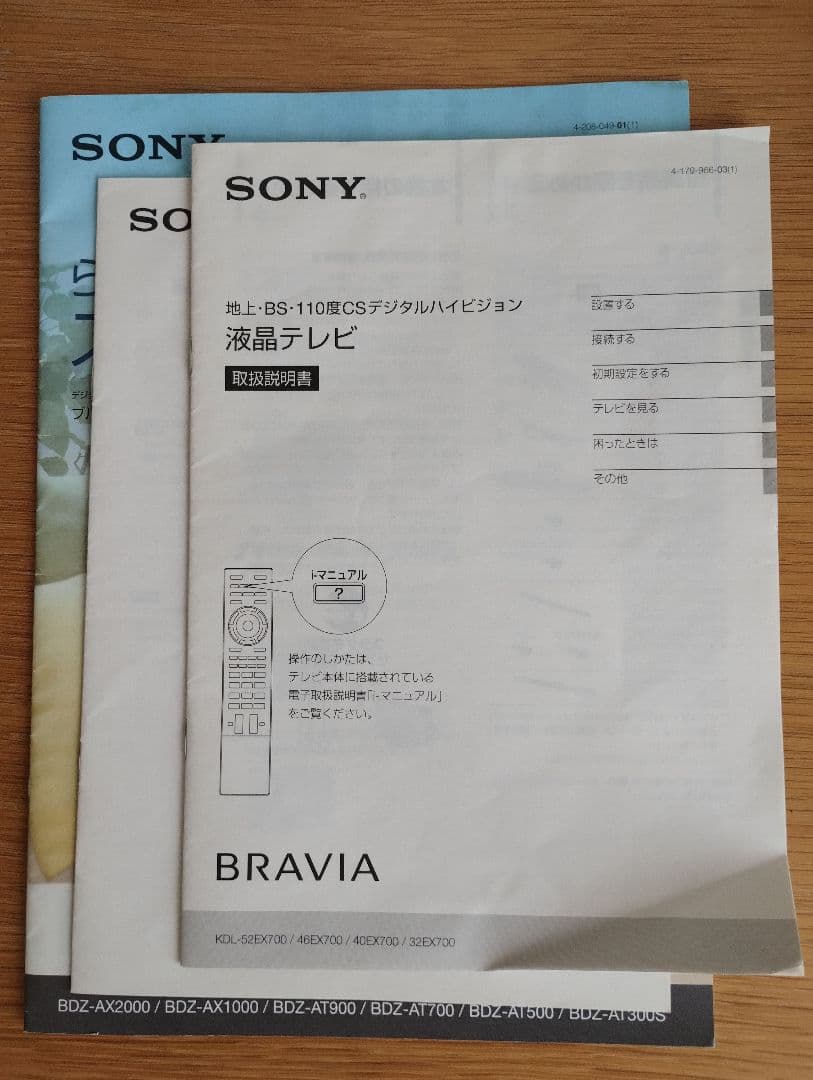 SONY
4-208-049-01(1)
SO
SONY
4-179-966-03(1)
地上・BS・110度CSデジタルハイビジョン
液晶テレビ
取扱説明書
設置する
接続する
初期設定をする
テレビを見る
困ったときは
その他
i-マニュアル
?
操作のしかたは、
テレビ本体に搭載されている
電子取扱説明書「i-マニュアル」
をご覧ください。
BRAVIA
KDL-52EX700 / 46EX700 / 40EX700 / 32EX700
BDZ-AX2000 / BDZ-AX1000 / BDZ-AT900 / BDZ-AT700 / BDZ-AT500 / BDZ-AT300S